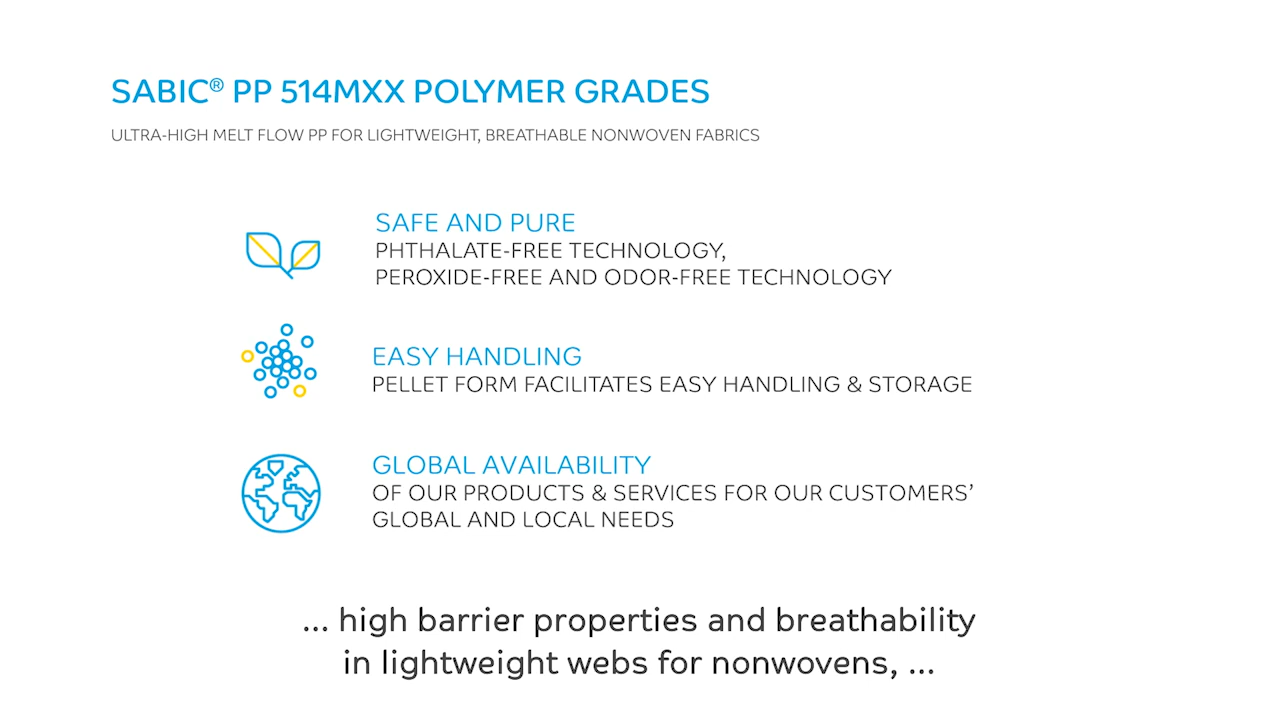 SABIC® PP 514MXX POLYMER GRADES
ULTRA-HIGH MELT FLOW PP FOR LIGHTWEIGHT, BREATHABLE NONWOVEN FABRICS
SAFE AND PURE
PHTHALATE-FREE TECHNOLOGY,
PEROXIDE-FREE AND ODOR-FREE TECHNOLOGY
EASY HANDLING
PELLET FORM FACILITATES EASY HANDLING & STORAGE
GLOBAL AVAILABILITY
OF OUR PRODUCTS & SERVICES FOR OUR CUSTOMERS’
GLOBAL AND LOCAL NEEDS
... high barrier properties and breathability
in lightweight webs for nonwovens, ...